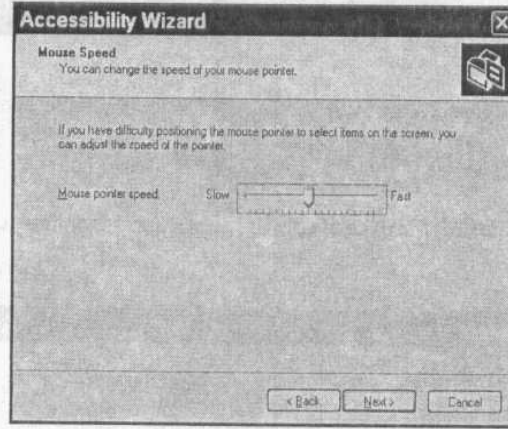 Accessibility Wizard
Mouse Speed
You can change the speed of your mouse pointer.
If you have difficulty positioning the mouse pointer to select items on the screen, you
can adjust the speed of the pointer.
Mouse pointer speed: Slow Fast
< Back Next > Cancel